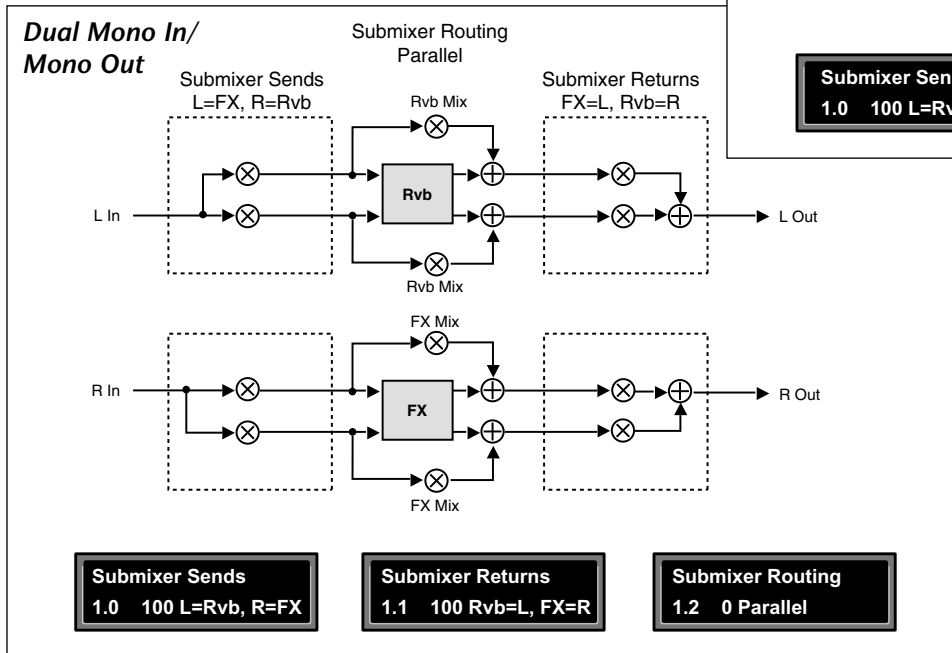 Dual Mono In/
Mono Out
Submixer Routing
Parallel
Submixer Sends
L=FX, R=Rvb
Submixer Returns
FX=L, Rvb=R
Submixer Sen
1.0 100 L=Rv
Rvb Mix
Rvb
L In
L Out
Rvb Mix
FX Mix
R In
FX
R Out
FX Mix
Submixer Sends
1.0 100 L=Rvb, R=FX
Submixer Returns
1.1 100 Rvb=L, FX=R
Submixer Routing
1.2 0 Parallel